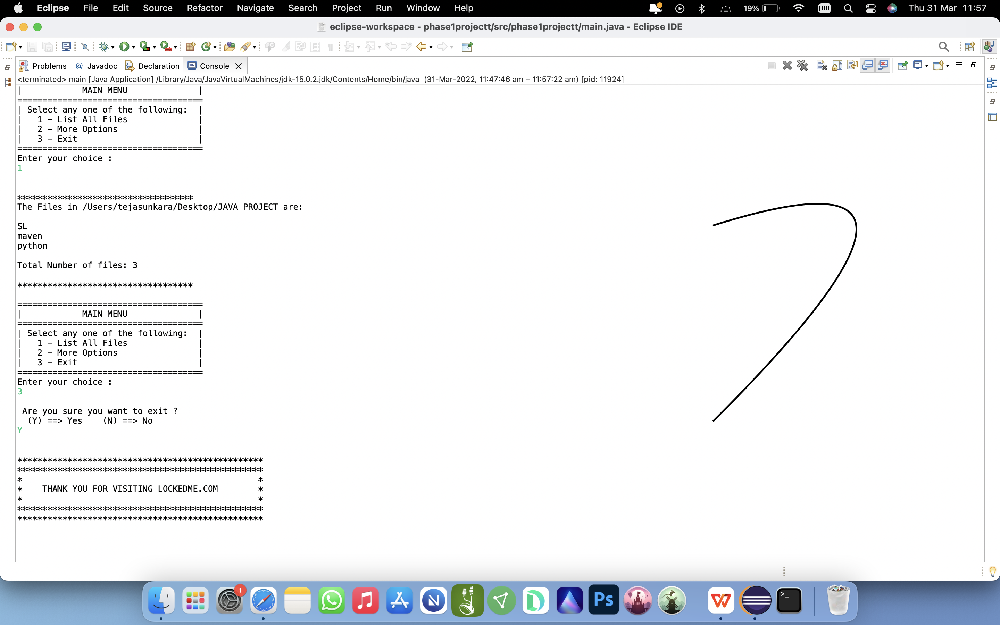 Eclipse File Edit Source Refactor Navigate Search Project Run Window Help 19% Thu 31 Mar 11:57
eclipse-workspace - phase1projectt/src/phase1projectt/main.java - Eclipse IDE
Problems @ Javadoc Declaration Console
<terminated> main [Java Application] /Library/Java/JavaVirtualMachines/jdk-15.0.2.jdk/Contents/Home/bin/java (31-Mar-2022, 11:47:46 am – 11:57:22 am) [pid: 11924]
| MAIN MENU |
=====================================
| Select any one of the following: |
| 1 – List All Files |
| 2 – More Options |
| 3 – Exit |
=====================================
Enter your choice :
1
***********************************
The Files in /Users/tejasunkara/Desktop/JAVA PROJECT are:
SL
maven
python
Total Number of files: 3
***********************************
=====================================
| MAIN MENU |
=====================================
| Select any one of the following: |
| 1 – List All Files |
| 2 – More Options |
| 3 – Exit |
=====================================
Enter your choice :
3
Are you sure you want to exit ?
(Y) ==> Yes (N) ==> No
Y
*************************************************
*************************************************
* *
* THANK YOU FOR VISITING LOCKEDME.COM *
* *
*************************************************
*************************************************
1
N
Ps
W
>_